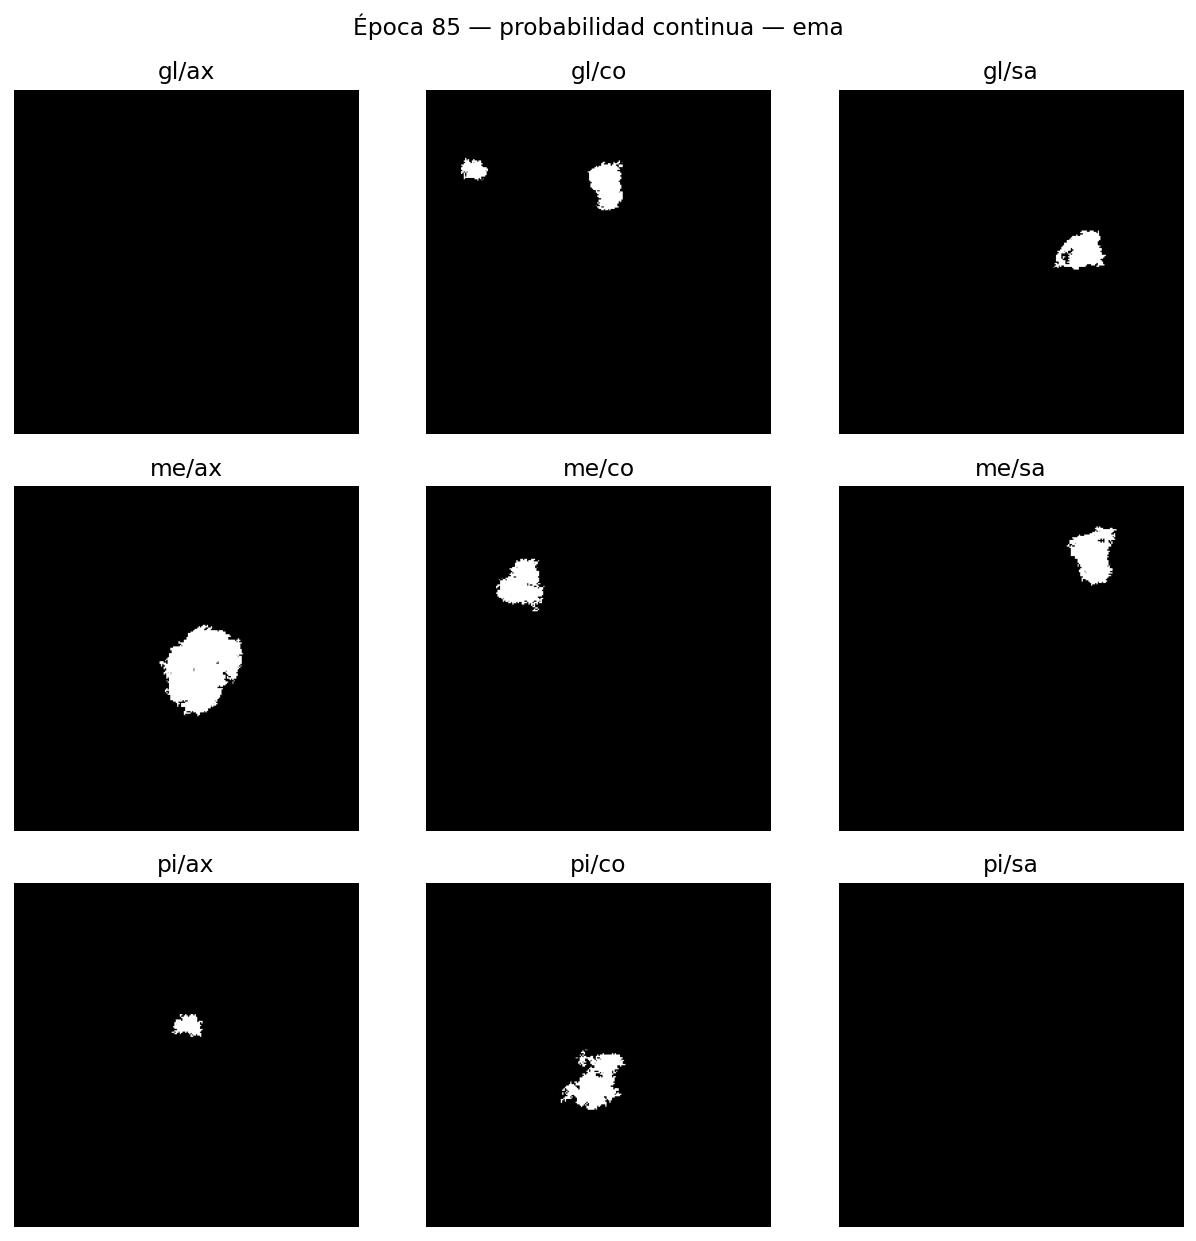 Época 85 — probabilidad continua — ema
gl/ax
gl/co
gl/sa
me/ax
me/co
me/sa
pi/ax
pi/co
pi/sa